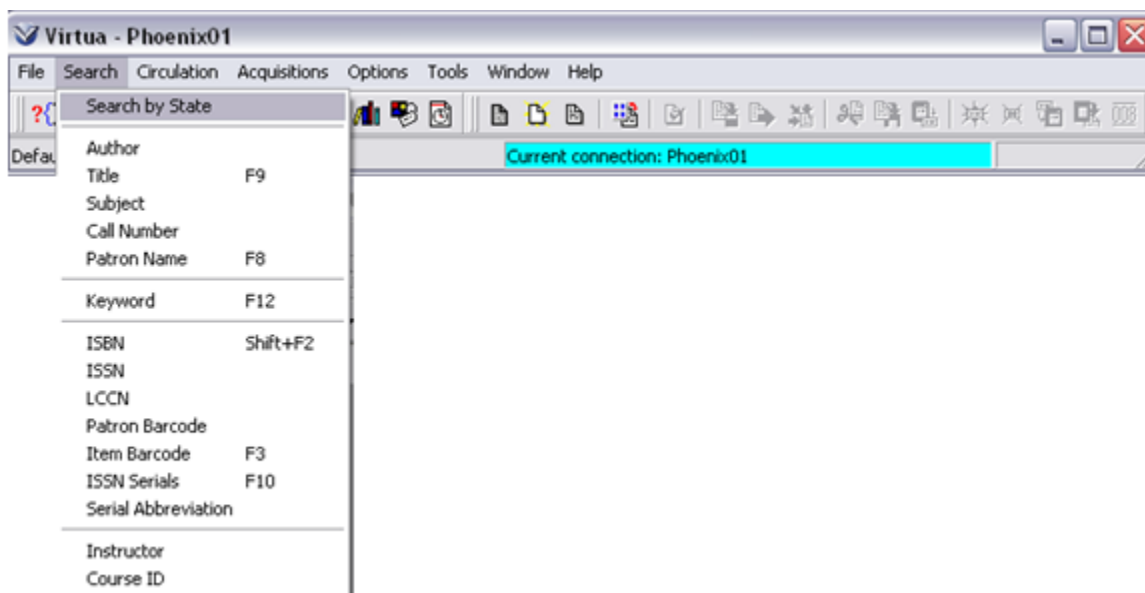 Virtua - Phoenix01
File Search Circulation Acquisitions Options Tools Window Help
Search by State
?{
Defau
Current connection: Phoenix01
Author
Title F9
Subject
Call Number
Patron Name F8
Keyword F12
ISBN Shift+F2
ISSN
LCCN
Patron Barcode
Item Barcode F3
ISSN Serials F10
Serial Abbreviation
Instructor
Course ID